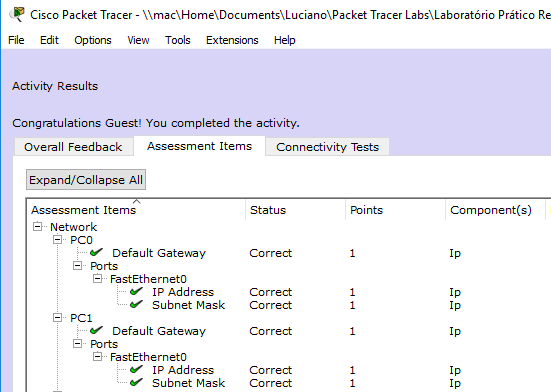 Cisco Packet Tracer - \\mac\Home\Documents\Luciano\Packet Tracer Labs\Laboratório Prático Re
File Edit Options View Tools Extensions Help
Activity Results
Congratulations Guest! You completed the activity.
Overall Feedback Assessment Items Connectivity Tests
Expand/Collapse All
Assessment Items Status Points Component(s)
Network
PC0
Default Gateway Correct 1 Ip
Ports
FastEthernet0
IP Address Correct 1 Ip
Subnet Mask Correct 1 Ip
PC1
Default Gateway Correct 1 Ip
Ports
FastEthernet0
IP Address Correct 1 Ip
Subnet Mask Correct 1 Ip